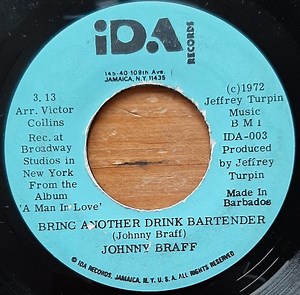 iDA
RECORDS
145-40 109th Ave.
JAMAICA, N.Y. 11435
3.13
Arr. Victor
Collins
Rec. at
Broadway
Studios in
New York
From the
Album
'A Man In Love'
(c)1972
Jeffrey Turpin
Music
BMI
IDA-003
Produced
by Jeffrey
Turpin
Made In
Barbados
BRING ANOTHER DRINK BARTENDER
(Johnny Braff)
JOHNNY BRAFF
© IDA RECORDS, JAMAICA, N.Y. U.S.A. ALL RIGHTS RESERVED